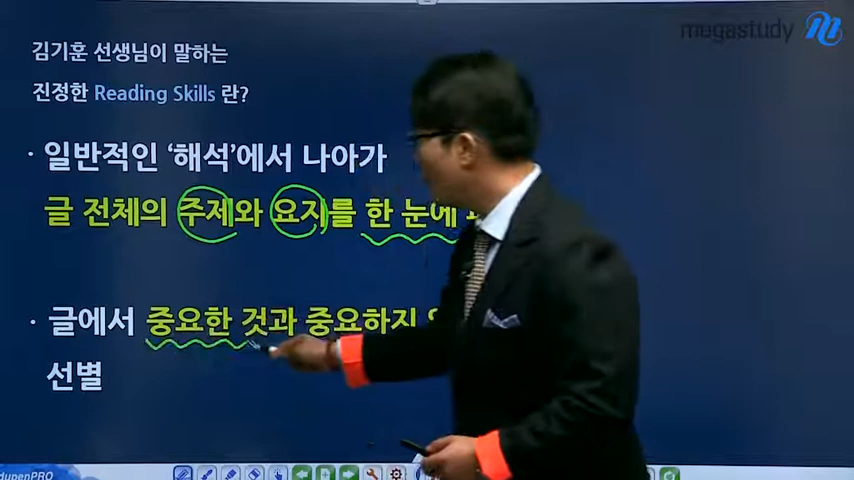 megastudy
김기훈 선생님이 말하는
진정한 Reading Skills 란?
· 일반적인 ‘해석’에서 나아가
글 전체의 주제와 요지를 한 눈에
· 글에서 중요한 것과 중요하지
선별
edupenPRO